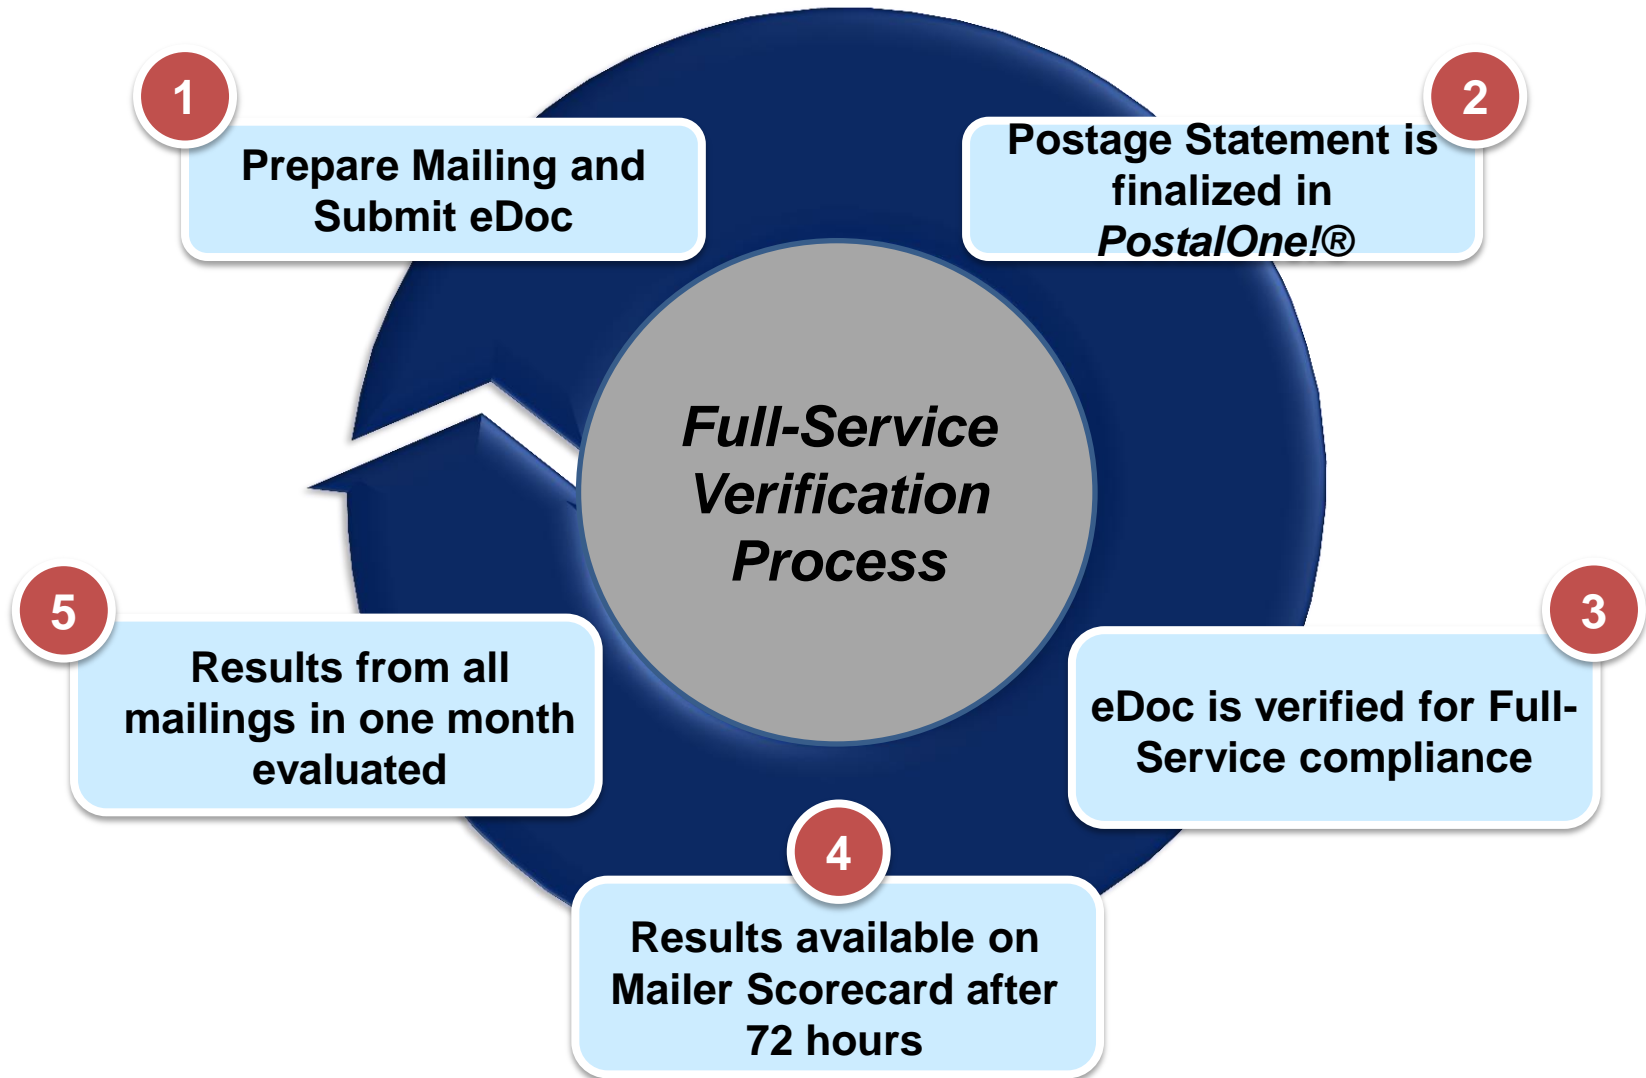 1
Prepare Mailing and
Submit eDoc
2
Postage Statement is
finalized in
PostalOne!®
Full-Service
Verification
Process
3
eDoc is verified for Full-
Service compliance
4
Results available on
Mailer Scorecard after
72 hours
5
Results from all
mailings in one month
evaluated